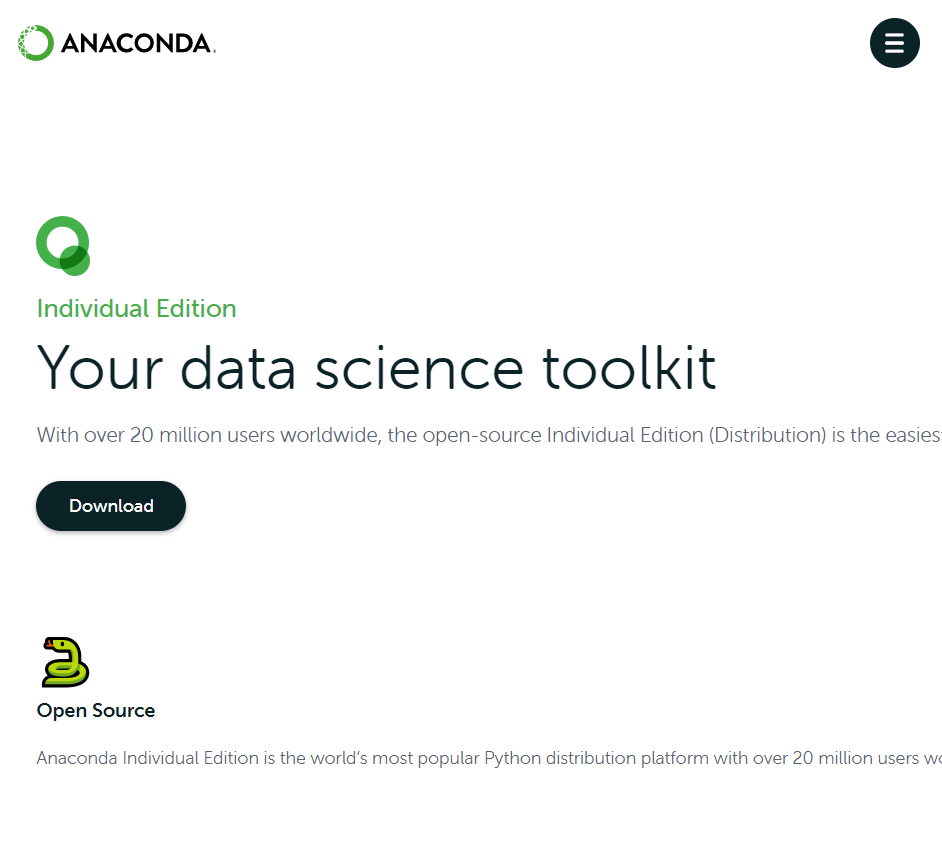 ANACONDA.
Individual Edition
Your data science toolkit
With over 20 million users worldwide, the open-source Individual Edition (Distribution) is the easies
Download
Open Source
Anaconda Individual Edition is the world’s most popular Python distribution platform with over 20 million users wo